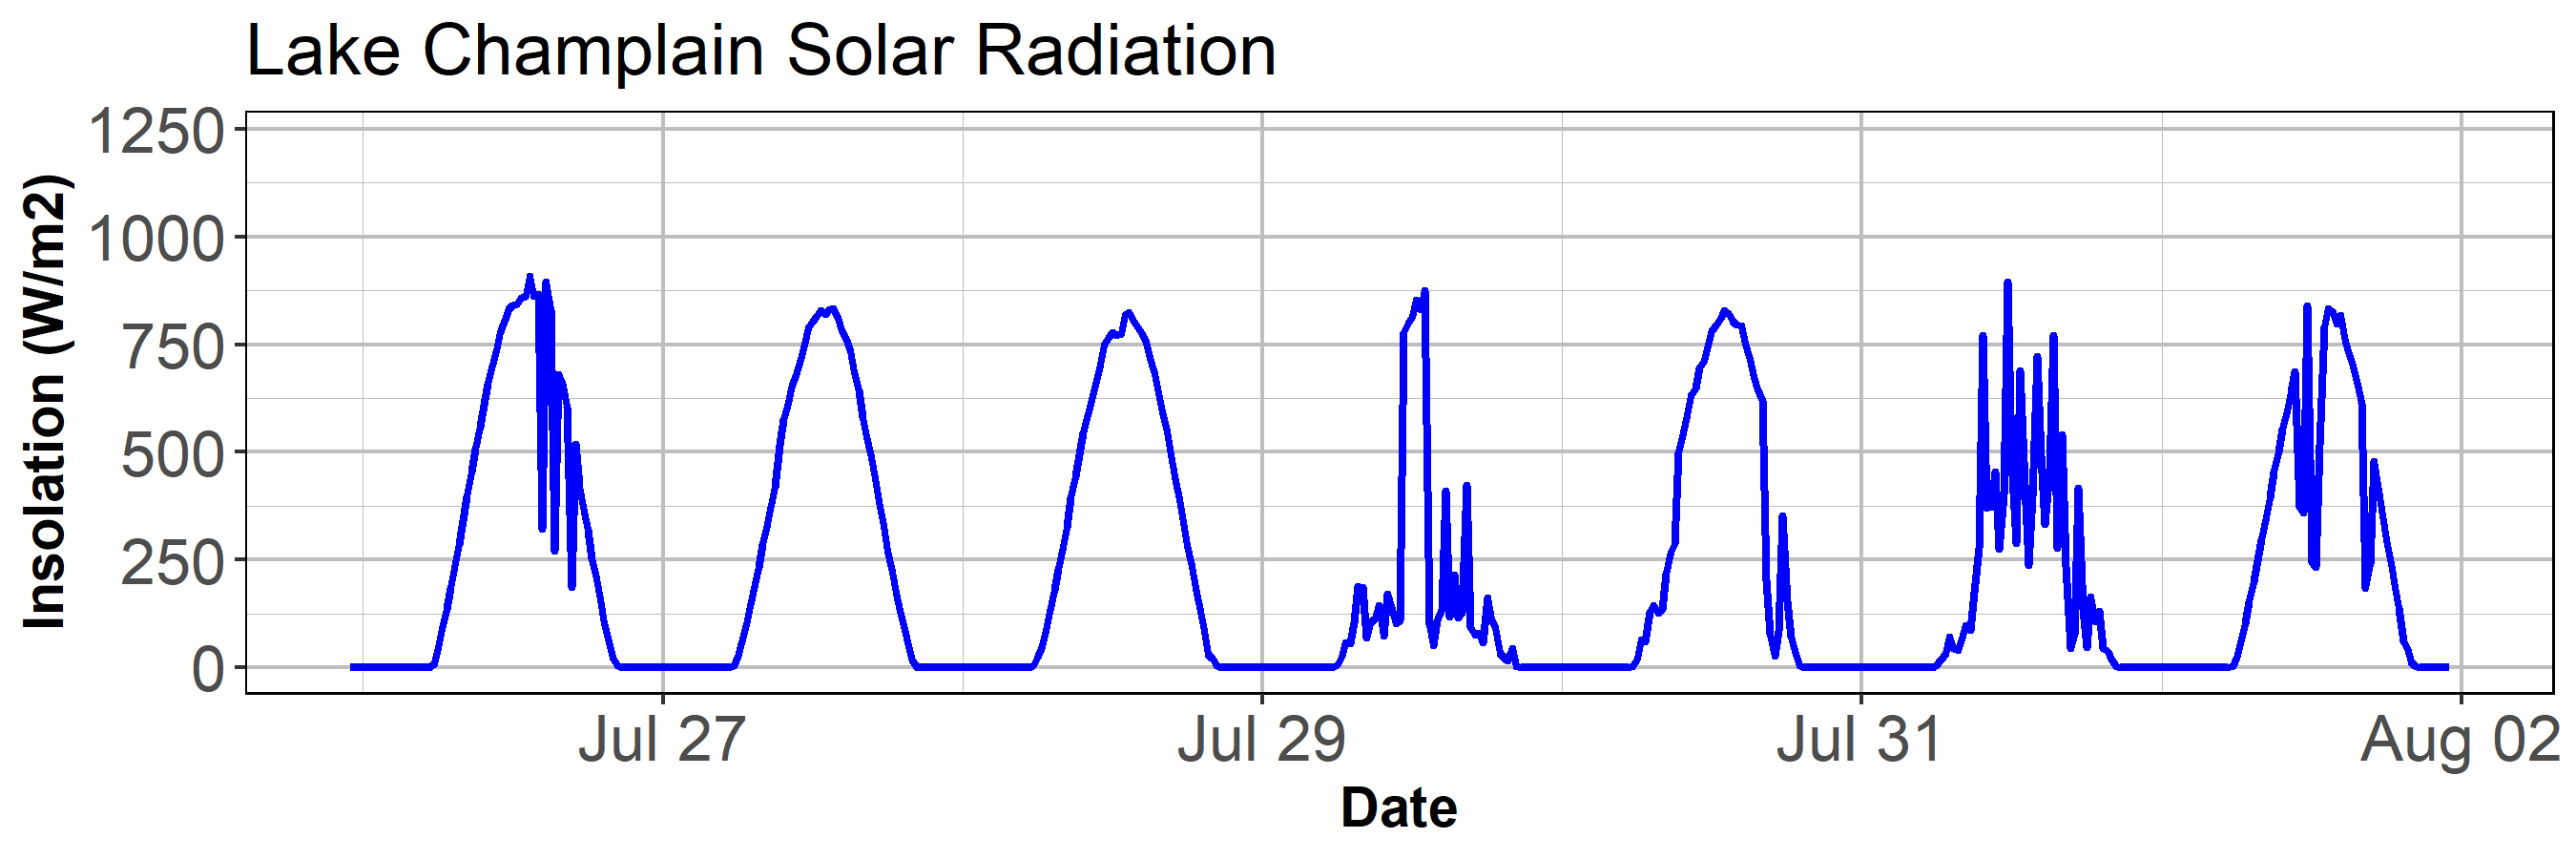 Lake Champlain Solar Radiation
1250
1000
750
500
250
0
Insolation (W/m2)
Jul 27
Jul 29
Jul 31
Aug 02
Date